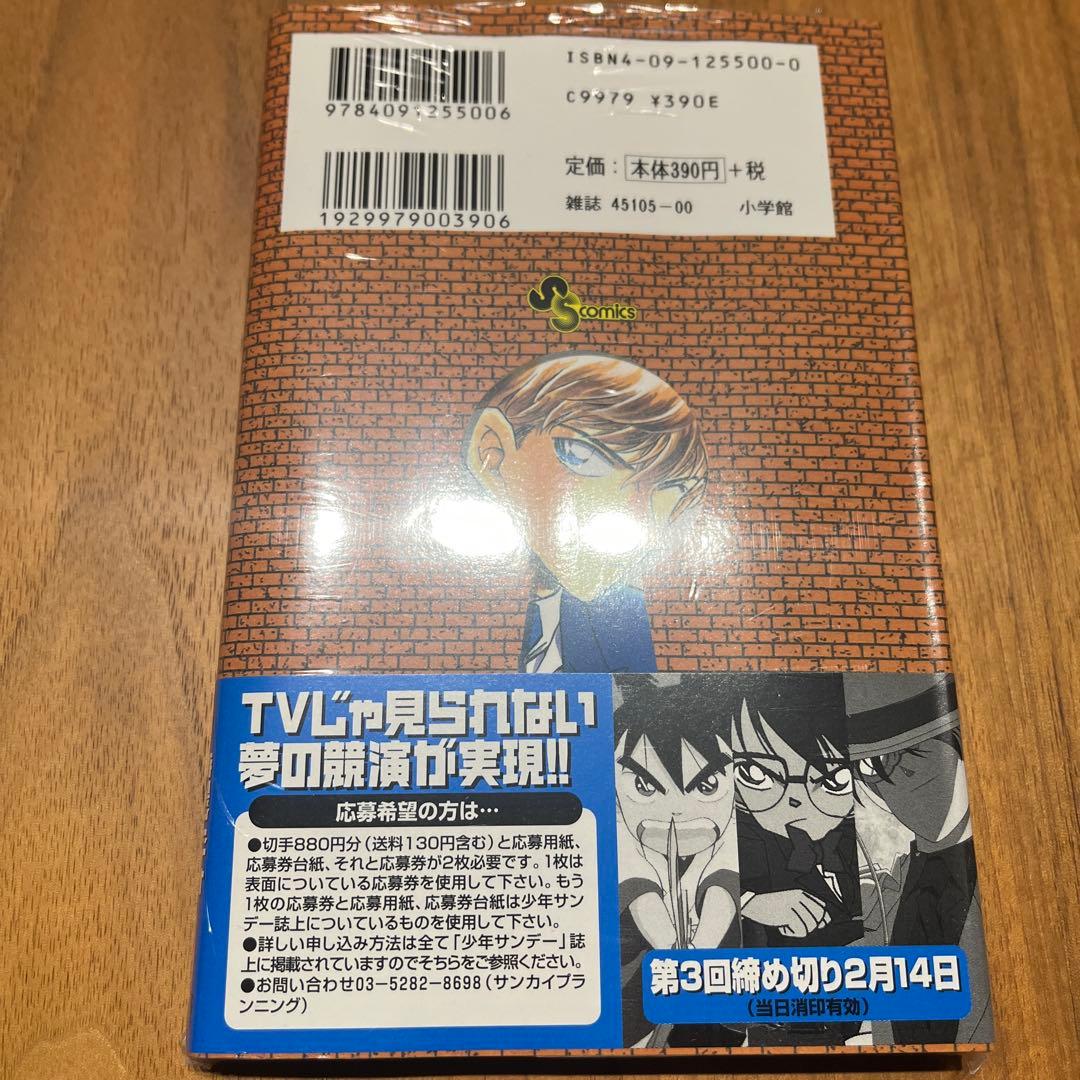 9784091255006
ISBN4-09-125500-0
C9979 ¥390E
1929979003906
定価：本体390円+税
雑誌 45105-00 小学館
SS comics
TVじゃ見られない
夢の競演が実現!!
応募希望の方は…
●切手880円分（送料130円含む）と応募用紙、
応募券台紙、それと応募券が2枚必要です。1枚は
表面についている応募券を使用して下さい。もう
1枚の応募券と応募用紙、応募券台紙は少年サン
デー誌上についているものを使用して下さい。
●詳しい申し込み方法は全て「少年サンデー」誌
上に掲載されていますのでそちらをご参照ください。
●お問い合わせ03-5282-8698（サンカイプラ
ンニング）
第3回締め切り2月14日
（当日消印有効）